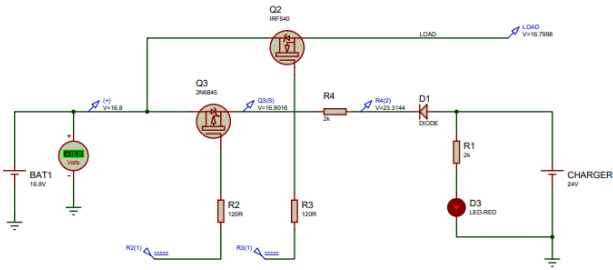 Q2
IRF540
LOAD
LOAD
V=16.7998
Q3
2N6845
(+)
V=16.8
Q3(S)
V=16.8016
R4
2k
R4(2)
V=23.3144
D1
DIODE
+
Volts
-
BAT1
16.8V
R1
2k
CHARGER
24V
D3
LED-RED
R2
120R
R3
120R
R2(1)
R3(1)